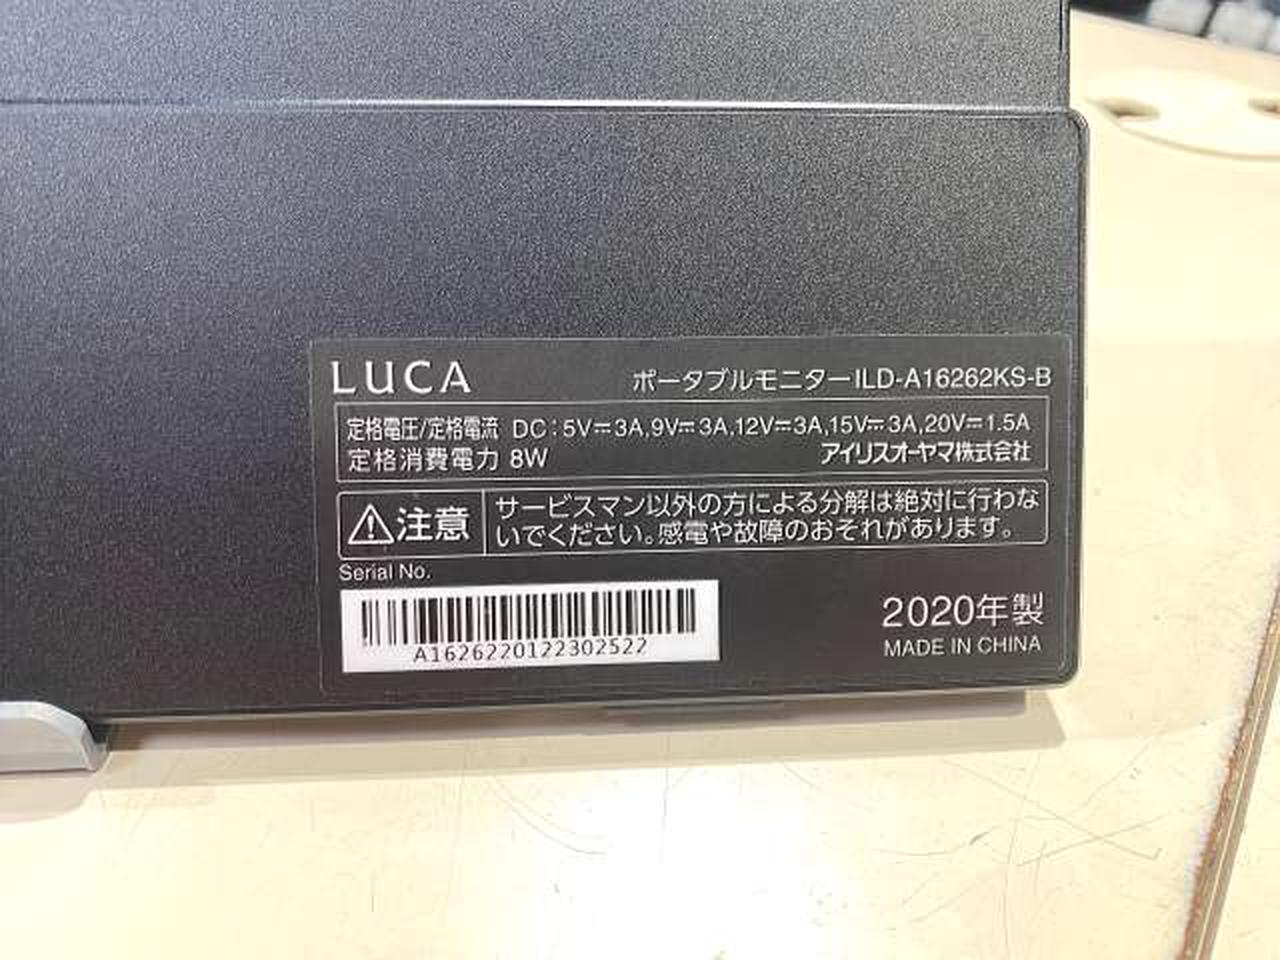 LUCA
ポータブルモニターILD-A16262KS-B
定格電圧/定格電流 DC:5V⎓3A,9V⎓3A,12V⎓3A,15V⎓3A,20V⎓1.5A
定格消費電力 8W
アイリスオーヤマ株式会社
⚠注意
サービスマン以外の方による分解は絶対に行わな
いでください。感電や故障のおそれがあります。
Serial No.
A1626220122302522
2020年製
MADE IN CHINA